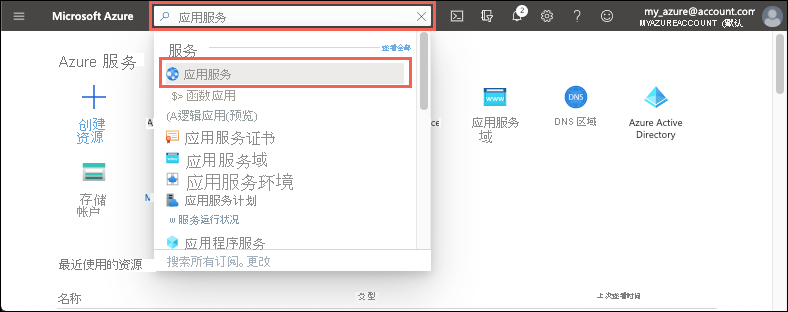 Microsoft Azure
应用服务
2
my_azure@account.com
MYAZUREACCOUNT (默认
服务
查看全部
应用服务
$> 函数应用
(A逻辑应用(预览)
应用服务证书
应用服务域
应用服务环境
应用服务计划
w 服务运行状况
应用程序服务
搜索所有订阅。更改
Azure 服务
创建
资源
应用服务
域
DNS
DNS 区域
Azure Active
Directory
存储
帐户
最近使用的资源
名称
类型
上次查看时间